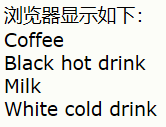 浏览器显示如下：
Coffee
Black hot drink
Milk
White cold drink